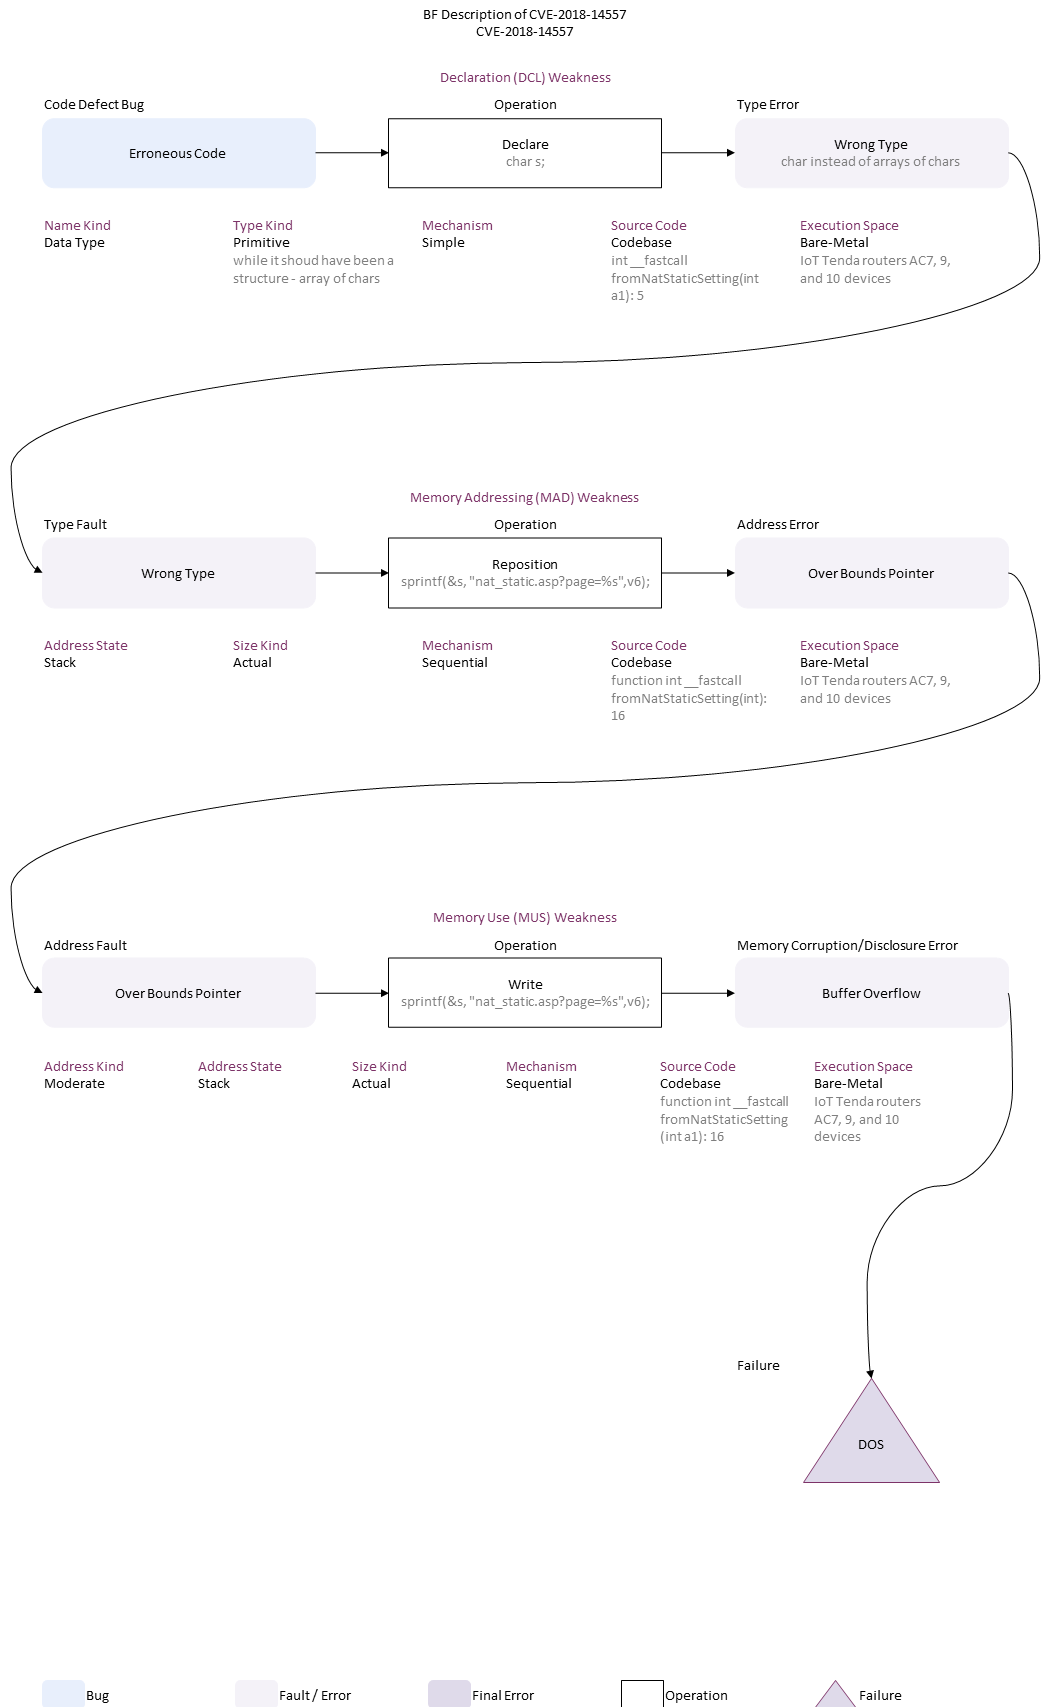 BF Description of CVE-2018-14557
CVE-2018-14557
Declaration (DCL) Weakness
Code Defect Bug
Operation
Type Error
Erroneous Code
Declare
char s;
Wrong Type
char instead of arrays of chars
Name Kind
Data Type
Type Kind
Primitive
while it shoud have been a
structure - array of chars
Mechanism
Simple
Source Code
Codebase
int __fastcall
fromNatStaticSetting(int
a1): 5
Execution Space
Bare-Metal
IoT Tenda routers AC7, 9,
and 10 devices
Memory Addressing (MAD) Weakness
Type Fault
Operation
Address Error
Wrong Type
Reposition
sprintf(&s, "nat_static.asp?page=%s",v6);
Over Bounds Pointer
Address State
Stack
Size Kind
Actual
Mechanism
Sequential
Source Code
Codebase
function int __fastcall
fromNatStaticSetting(int):
16
Execution Space
Bare-Metal
IoT Tenda routers AC7, 9,
and 10 devices
Memory Use (MUS) Weakness
Address Fault
Operation
Memory Corruption/Disclosure Error
Over Bounds Pointer
Write
sprintf(&s, "nat_static.asp?page=%s",v6);
Buffer Overflow
Address Kind
Moderate
Address State
Stack
Size Kind
Actual
Mechanism
Sequential
Source Code
Codebase
function int __fastcall
fromNatStaticSetting
(int a1): 16
Execution Space
Bare-Metal
IoT Tenda routers
AC7, 9, and 10
devices
Failure
DOS
Bug
Fault / Error
Final Error
Operation
Failure